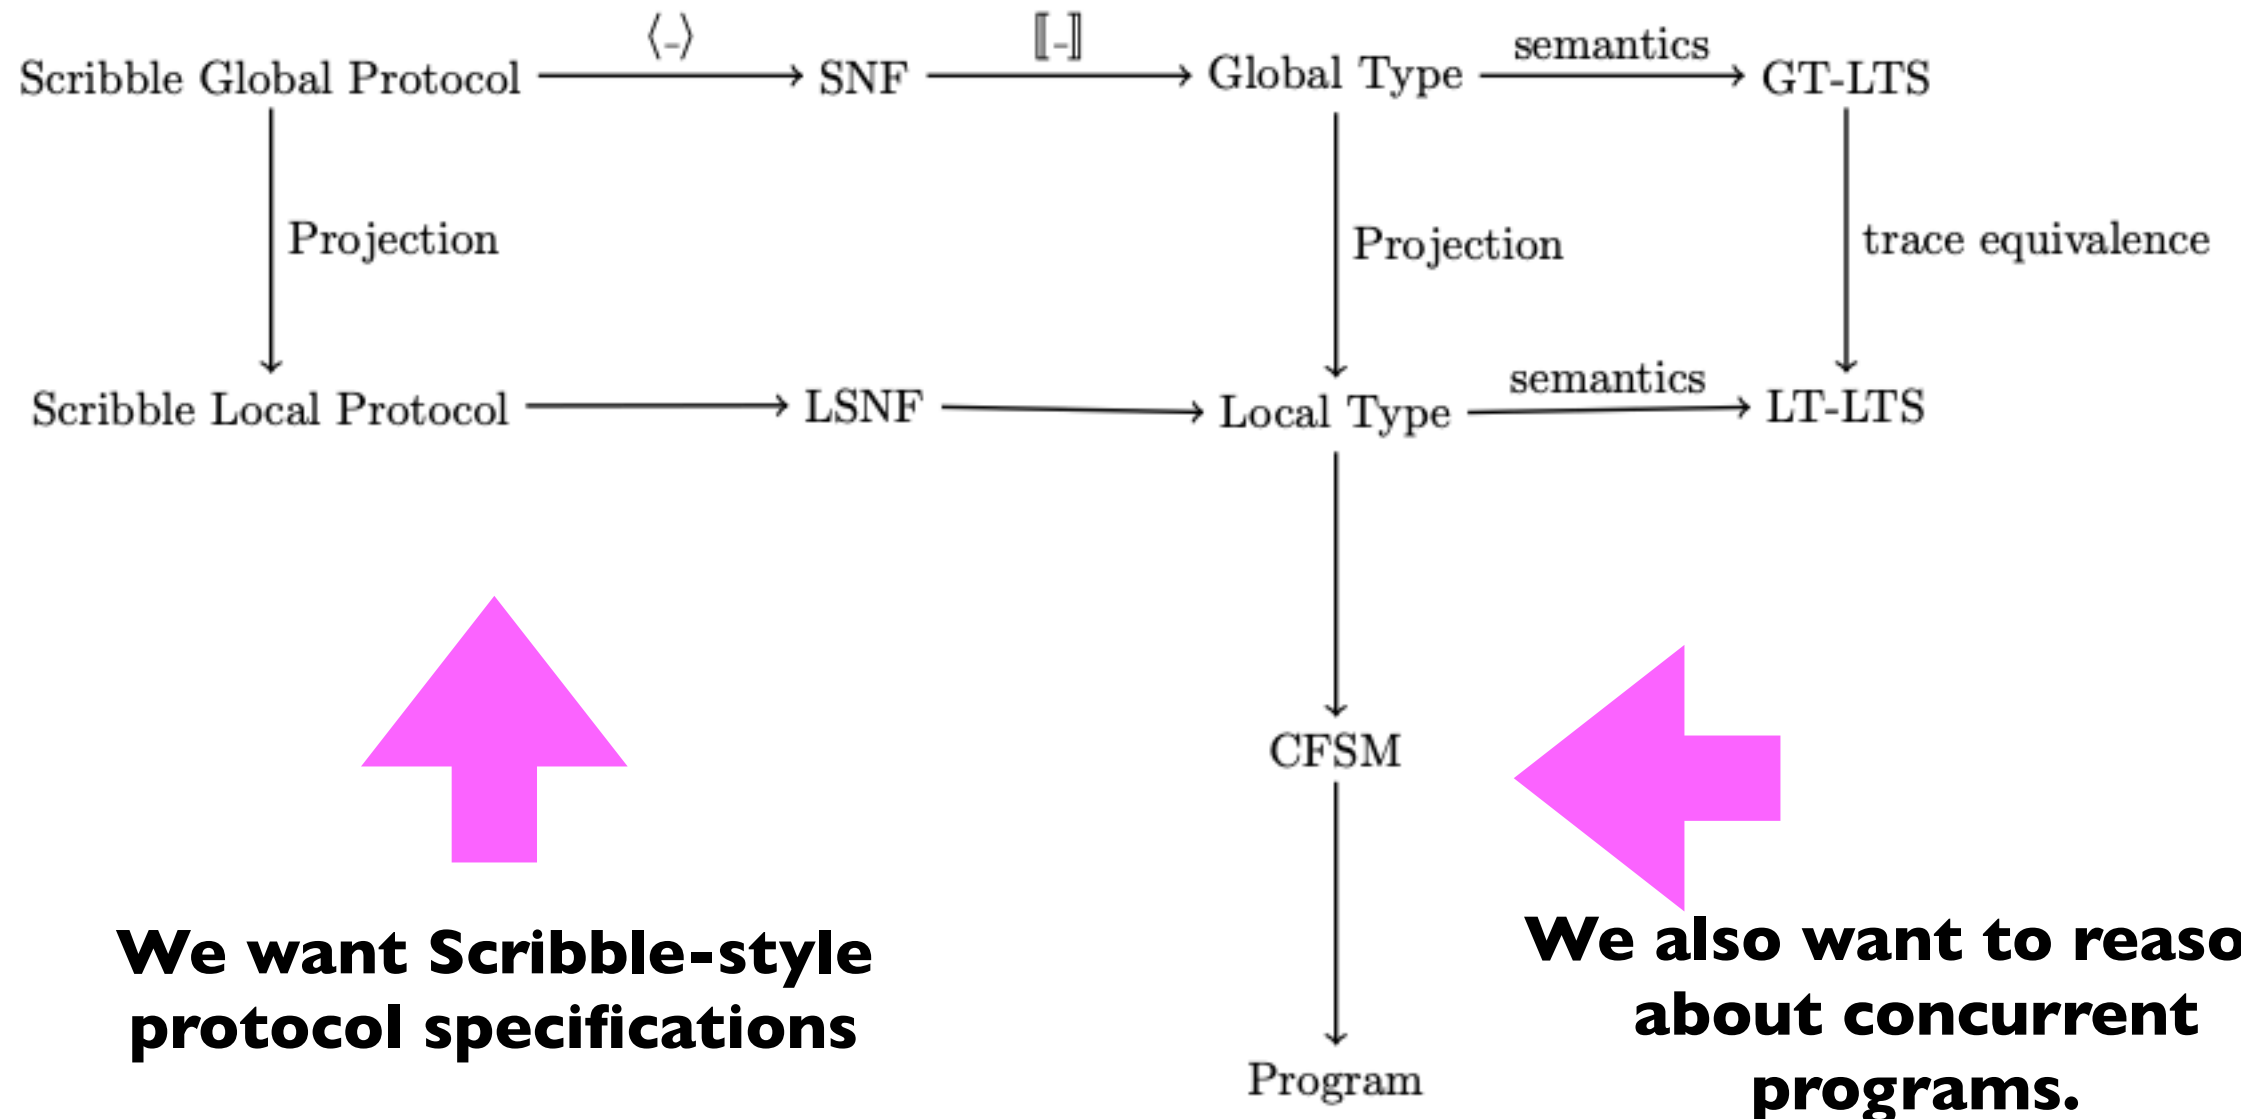 ⟨_⟩ ⟦_⟧ semantics
Scribble Global Protocol SNF Global Type GT-LTS
Projection Projection trace equivalence
semantics
Scribble Local Protocol LSNF Local Type LT-LTS
CFSM
We want Scribble-style
protocol specifications
We also want to reaso
about concurrent
programs.
Program